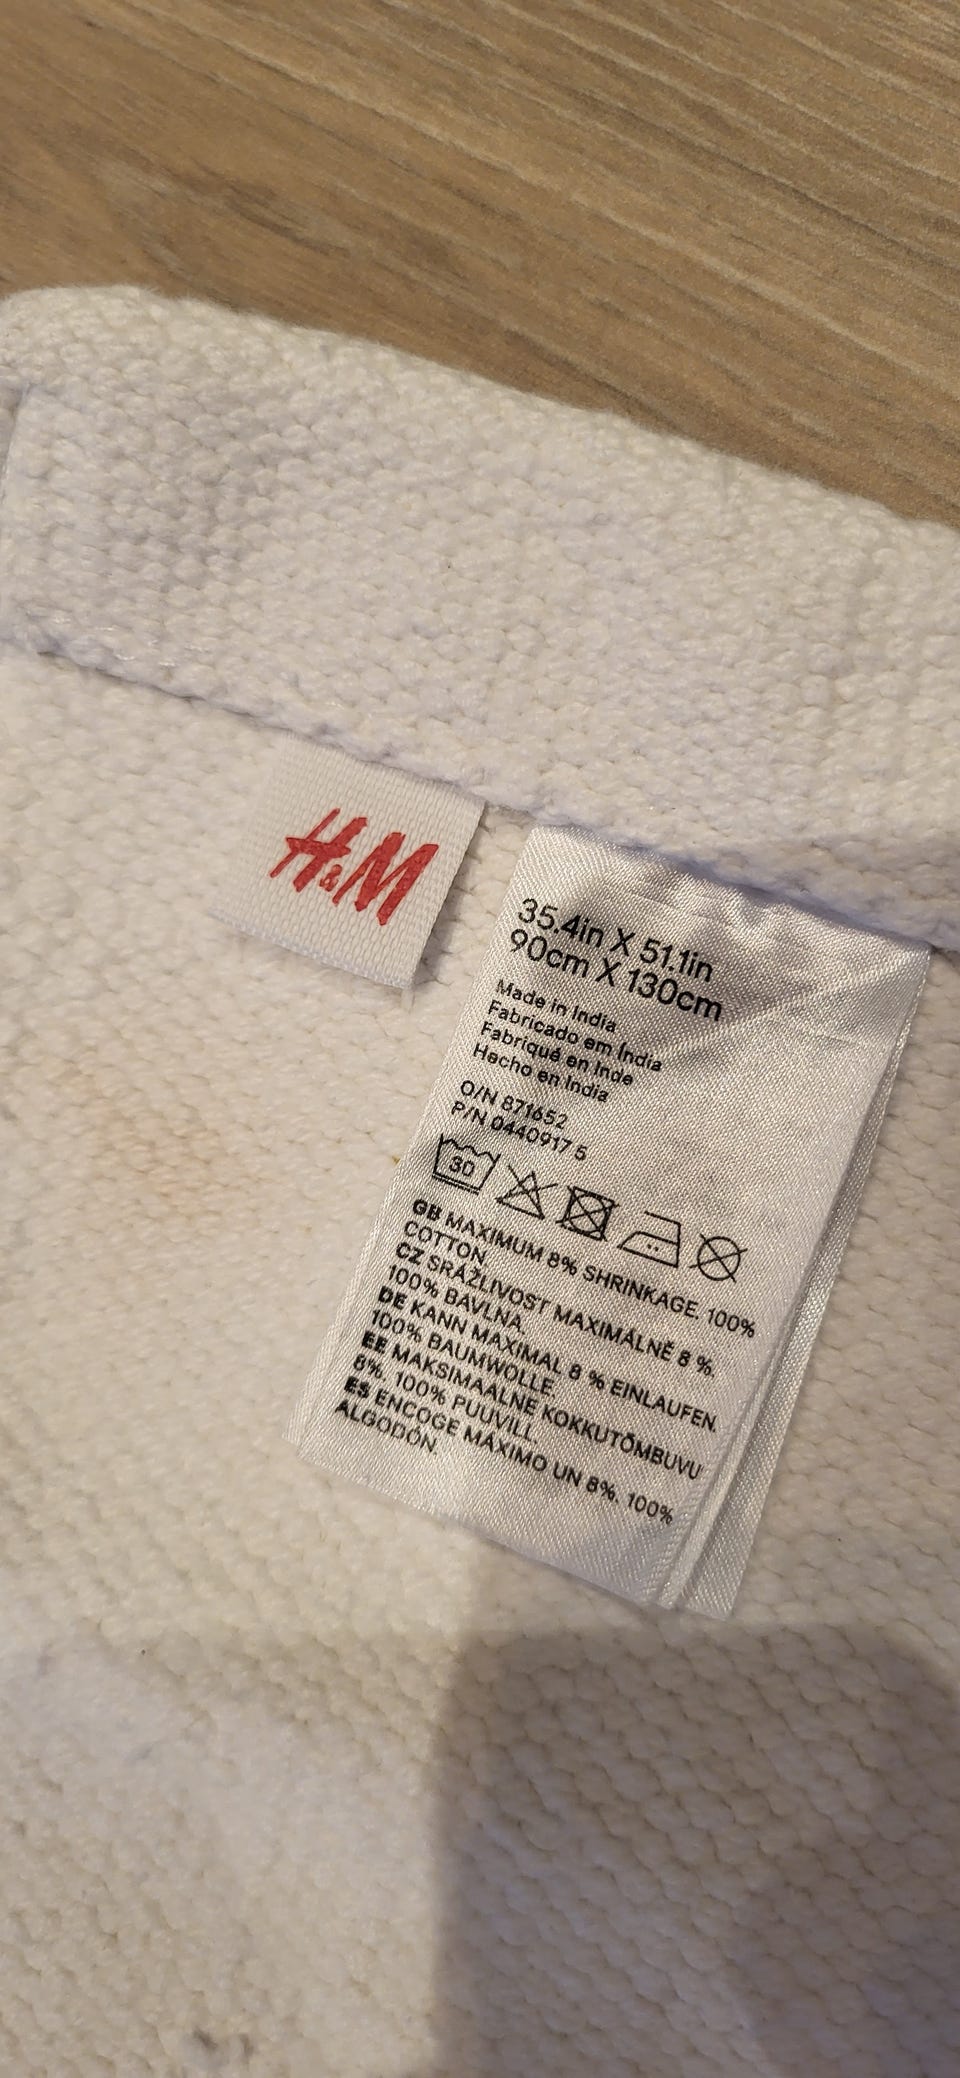 H&M
35.4in X 51.1in
90cm X 130cm
Made in India
Fabricado em Índia
Fabriqué en Inde
Hecho en India
O/N 871652
P/N 0440917 5
30
GB MAXIMUM 8% SHRINKAGE. 100%
COTTON.
CZ SRÁŽLIVOST MAXIMÁLNĚ 8 %.
100% BAVLNA.
DE KANN MAXIMAL 8 % EINLAUFEN.
100% BAUMWOLLE.
EE MAKSIMAALNE KOKKUTÕMBUVU
8%. 100% PUUVILL.
ES ENCOGE MÁXIMO UN 8%. 100%
ALGODÓN.